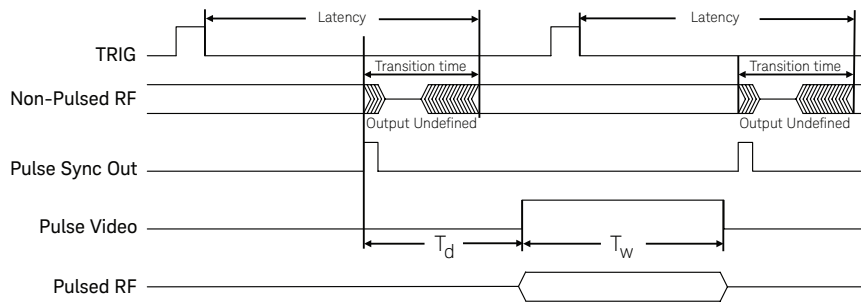 Latency
Latency
TRIG
Transition time
Transition time
Non-Pulsed RF
Output Undefined
Output Undefined
Pulse Sync Out
Pulse Video
Td
Tw
Pulsed RF